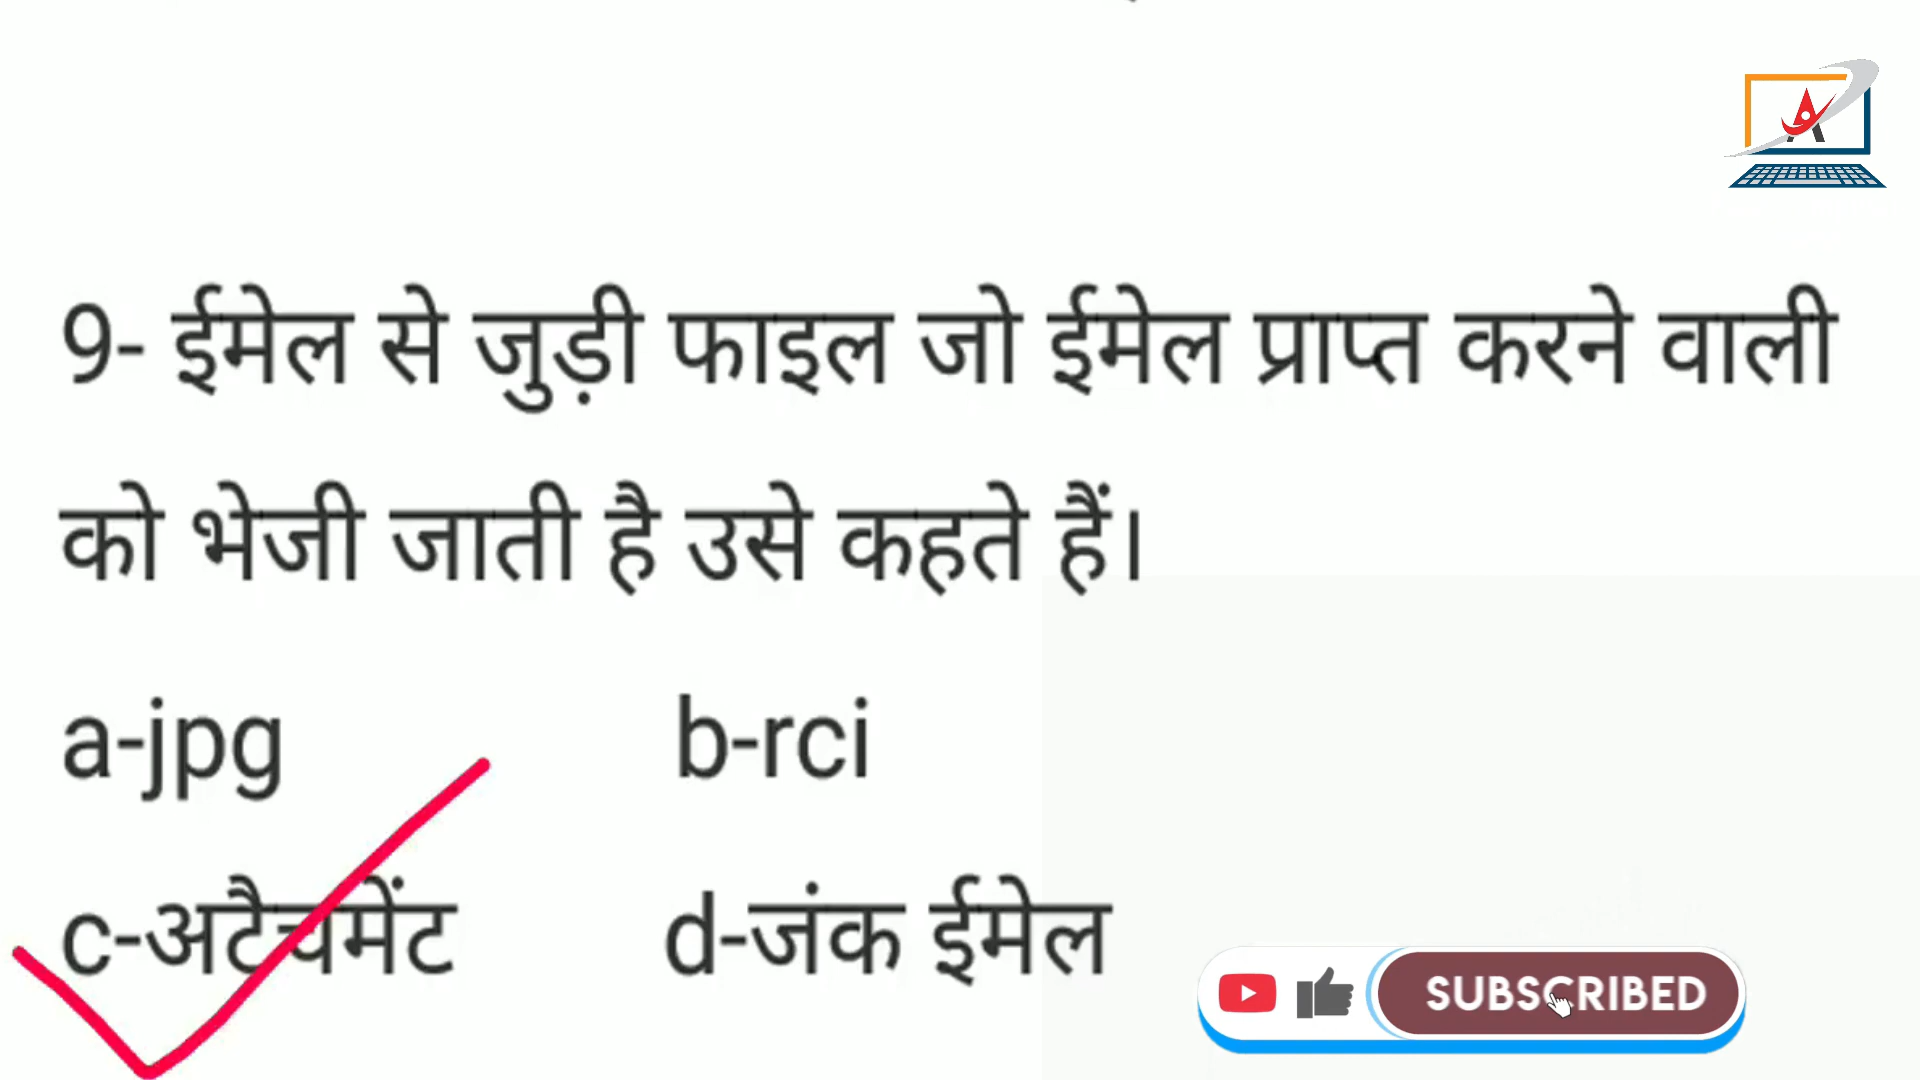 9- ईमेल से जुड़ी फाइल जो ईमेल प्राप्त करने वाली
को भेजी जाती है उसे कहते हैं।
a-jpg b-rci
c-अटैचमेंट d-जंक ईमेल
SUBSCRIBED